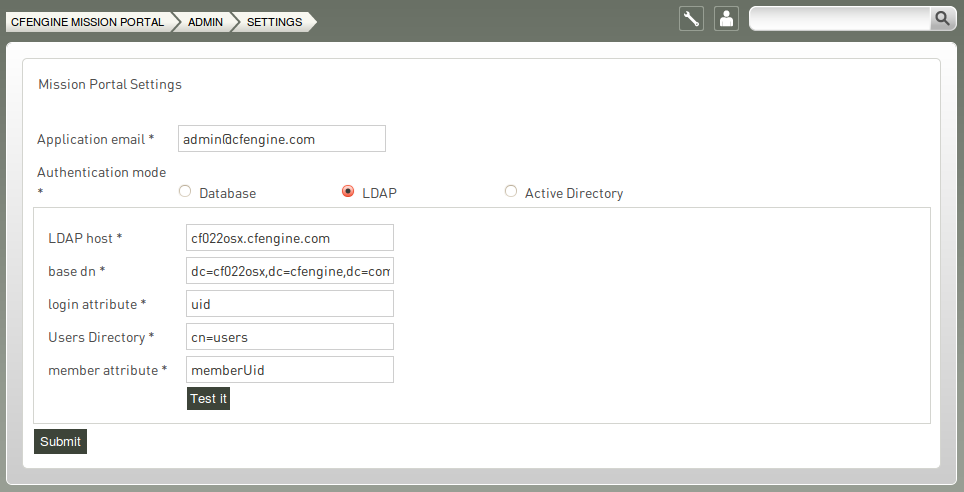 CFENGINE MISSION PORTAL ADMIN SETTINGS
Mission Portal Settings
Application email * admin@cfengine.com
Authentication mode
* Database LDAP Active Directory
LDAP host * cf022osx.cfengine.com
base dn * dc=cf022osx,dc=cfengine,dc=com
login attribute * uid
Users Directory * cn=users
member attribute * memberUid
Test it
Submit